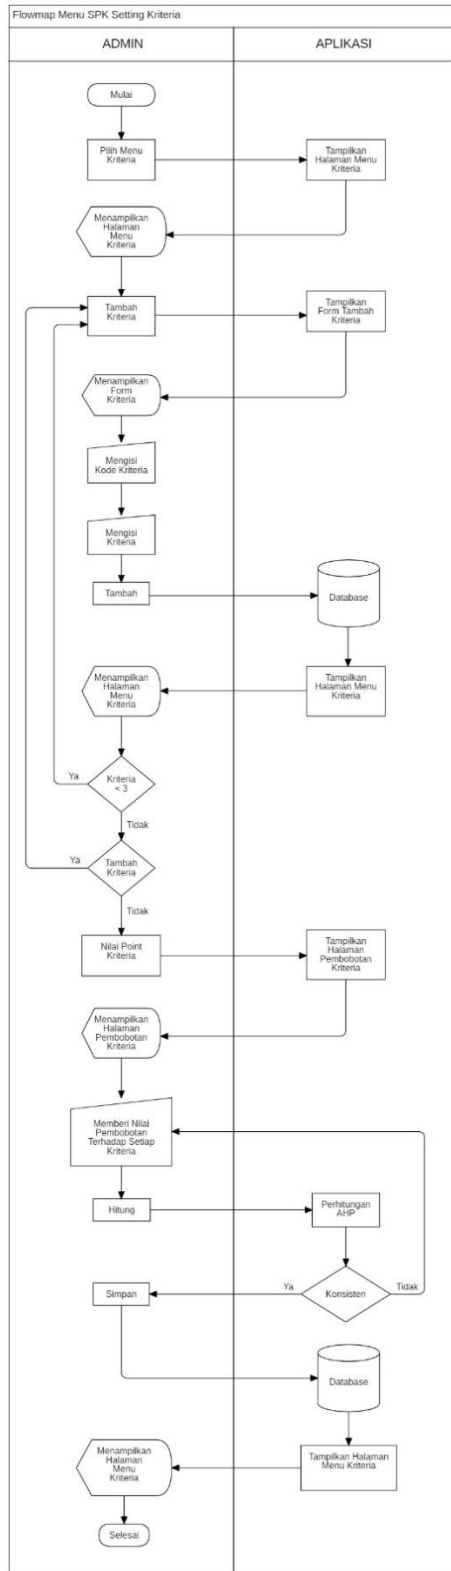 Flowmap Menu SPK Setting Kriteria
ADMIN
APLIKASI
Mulai
Pilih Menu
Kriteria
Tampilkan
Halaman Menu
Kriteria
Menampilkan
Halaman
Menu
Kriteria
Tambah
Kriteria
Tampilkan
Form Tambah
Kriteria
Menampilkan
Form
Kriteria
Mengisi
Kode Kriteria
Mengisi
Kriteria
Tambah
Database
Menampilkan
Halaman
Menu
Kriteria
Tampilkan
Halaman Menu
Kriteria
Ya
Kriteria
< 3
Tidak
Ya
Tambah
Kriteria
Tidak
Nilai Point
Kriteria
Tampilkan
Halaman
Pembobotan
Kriteria
Menampilkan
Halaman
Pembobotan
Kriteria
Memberi Nilai
Pembobotan
Terhadap Setiap
Kriteria
Hitung
Perhitungan
AHP
Simpan
Ya
Konsisten
Tidak
Database
Menampilkan
Halaman
Menu
Kriteria
Tampilkan Halaman
Menu Kriteria
Selesai